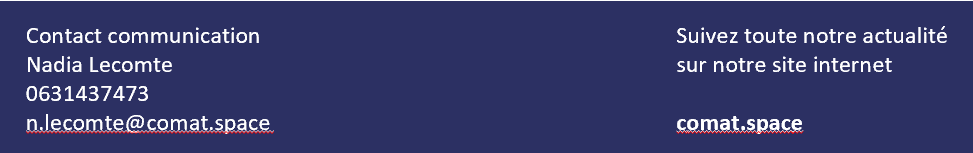 Contact communication
Nadia Lecomte
0631437473
n.lecomte@comat.space
Suivez toute notre actualité
sur notre site internet
comat.space